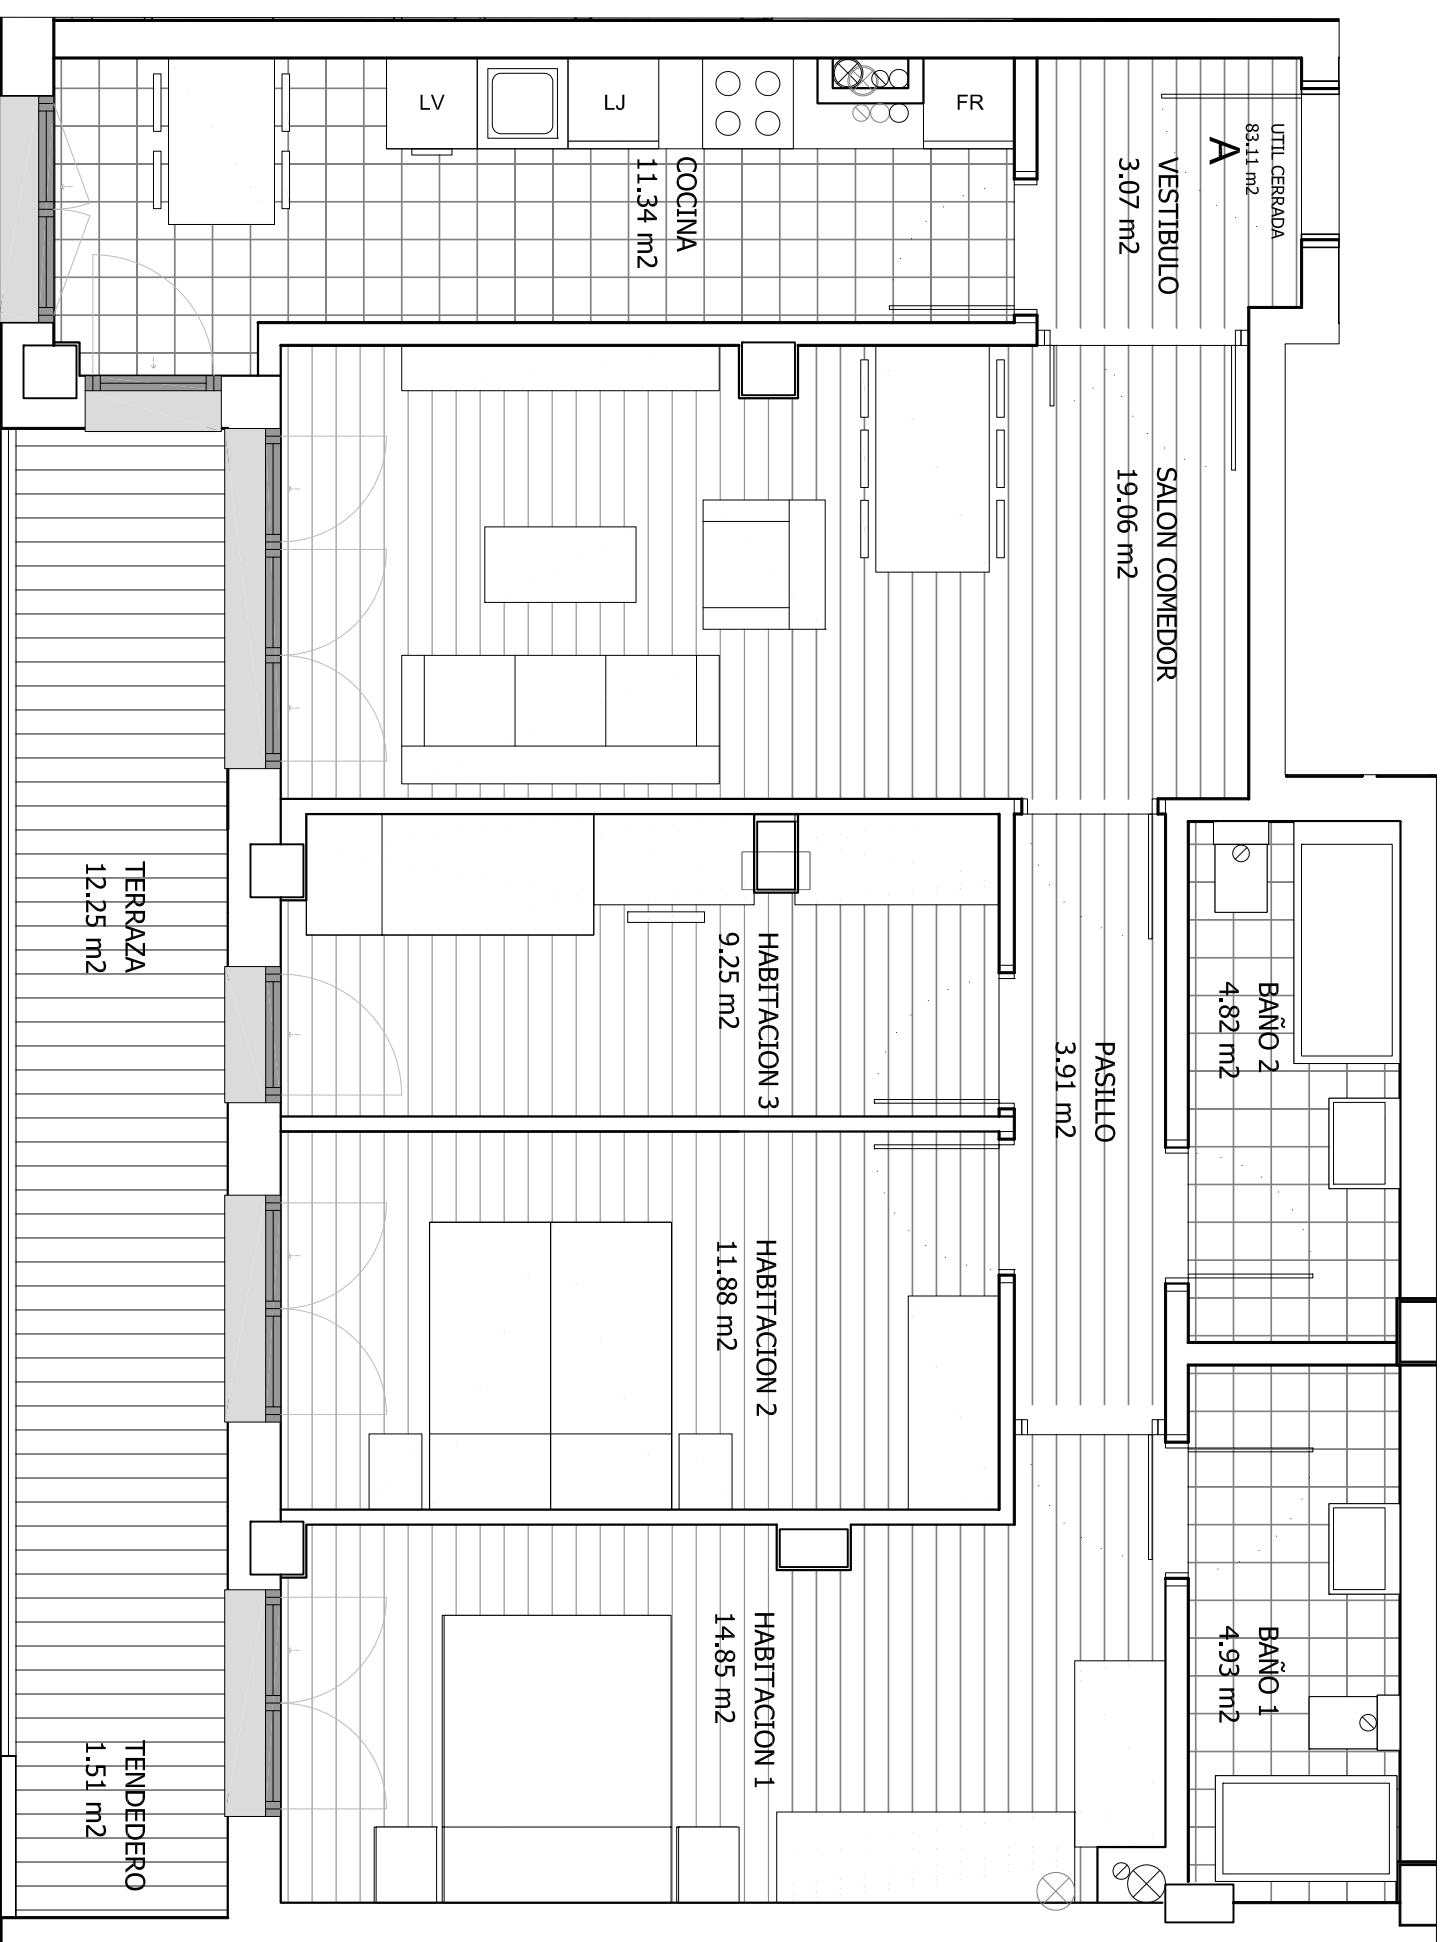 LV
LJ
FR
COCINA
11.34 m2
VESTIBULO
3.07 m2
UTIL CERRADA
83.11 m2
A
SALON COMEDOR
19.06 m2
TERRAZA
12.25 m2
HABITACION 3
9.25 m2
PASILLO
3.91 m2
BAÑO 2
4.82 m2
HABITACION 2
11.88 m2
HABITACION 1
14.85 m2
BAÑO 1
4.93 m2
TENDEDERO
1.51 m2